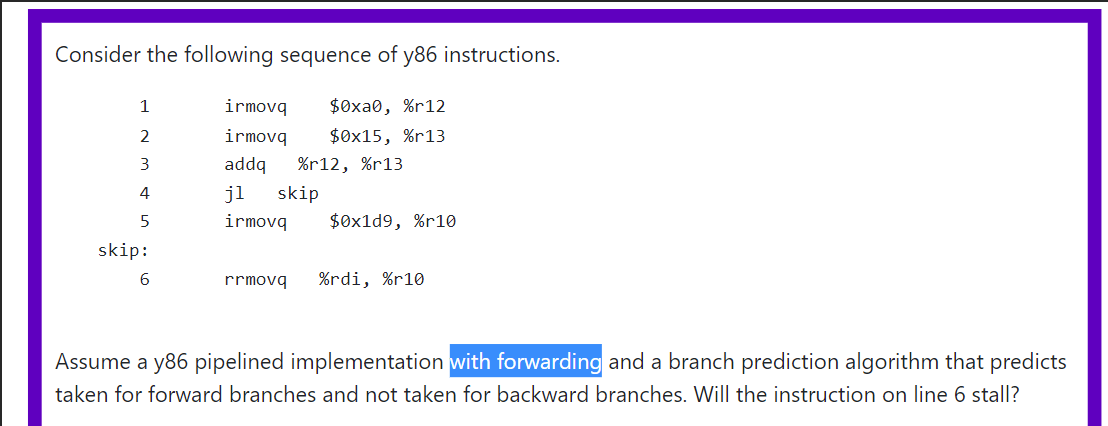 Consider the following sequence of y86 instructions.
1 irmovq $0xa0, %r12
2 irmovq $0x15, %r13
3 addq %r12, %r13
4 jl skip
5 irmovq $0x1d9, %r10
skip:
6 rrmovq %rdi, %r10
Assume a y86 pipelined implementation with forwarding and a branch prediction algorithm that predicts
taken for forward branches and not taken for backward branches. Will the instruction on line 6 stall?